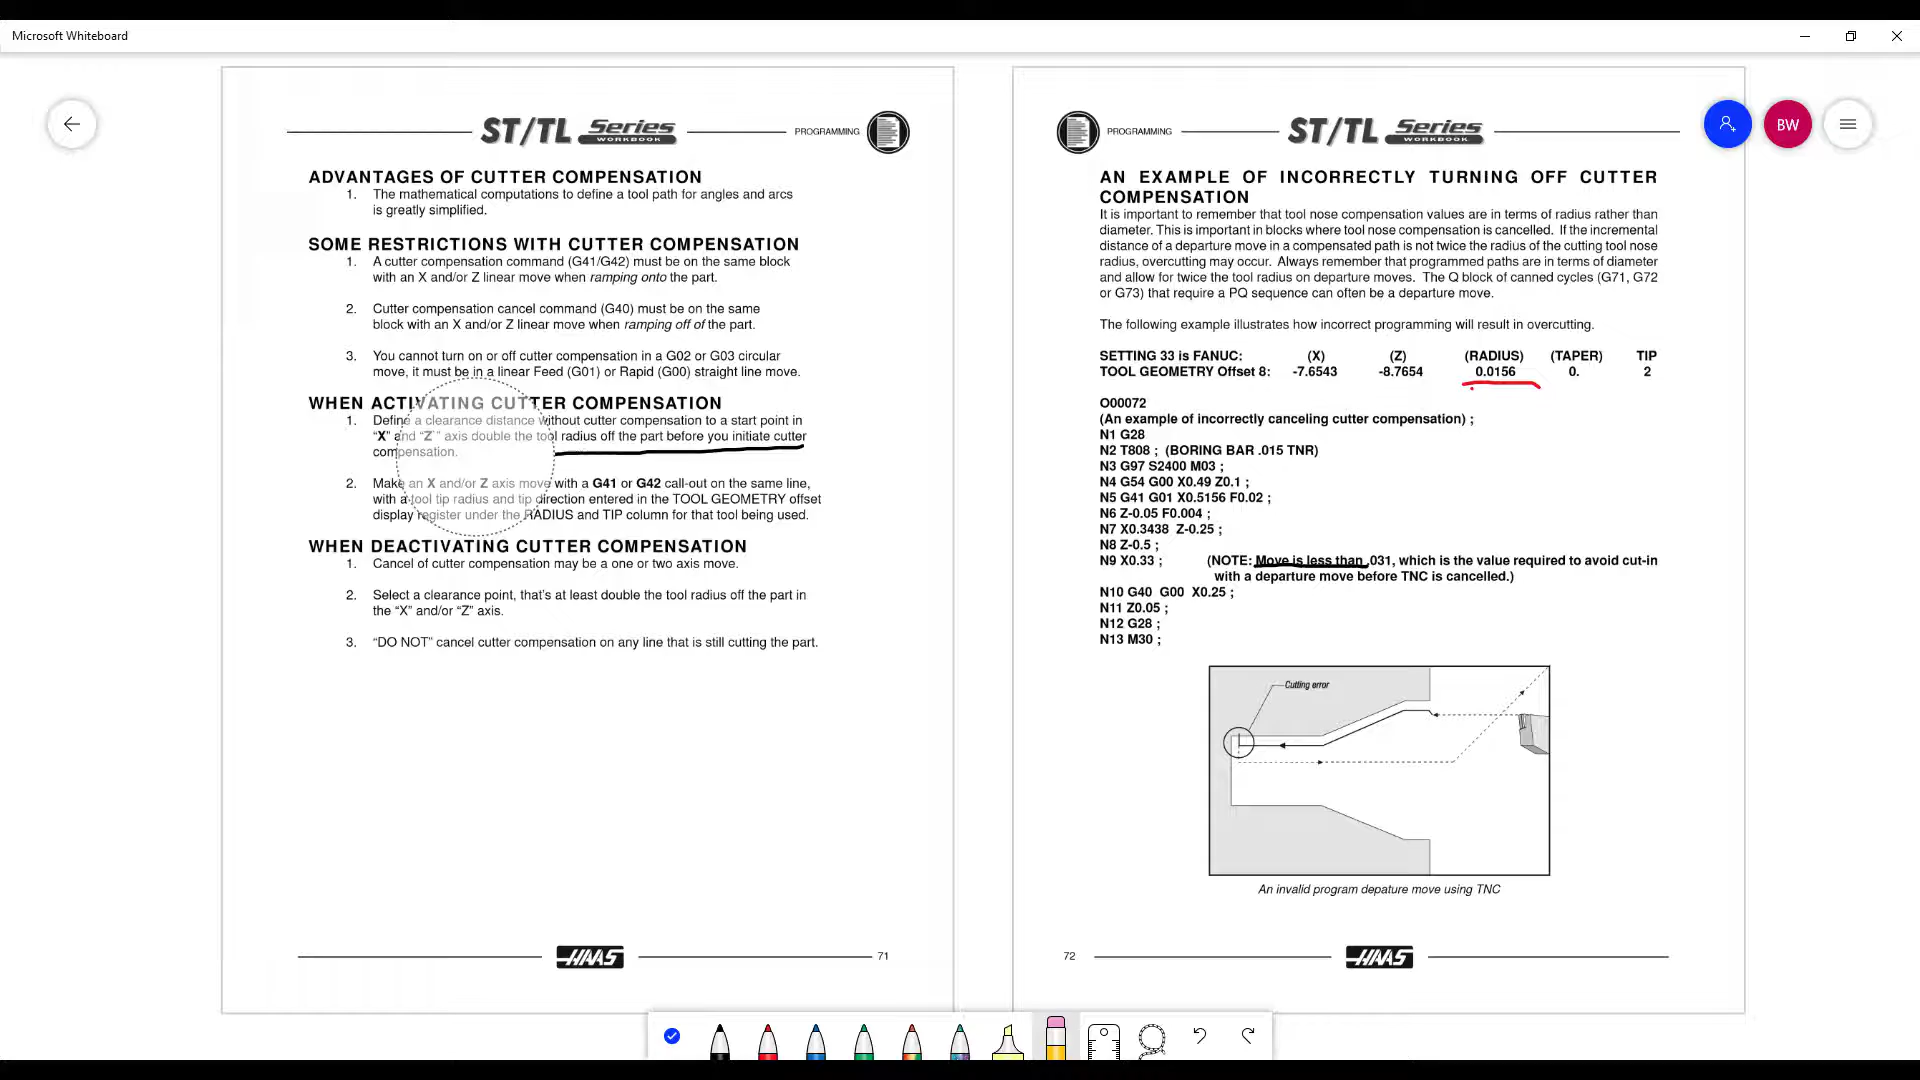 Microsoft Whiteboard
ST/TL Series
WORKBOOK
PROGRAMMING
ADVANTAGES OF CUTTER COMPENSATION
1. The mathematical computations to define a tool path for angles and arcs
is greatly simplified.
SOME RESTRICTIONS WITH CUTTER COMPENSATION
1. A cutter compensation command (G41/G42) must be on the same block
with an X and/or Z linear move when ramping onto the part.
2. Cutter compensation cancel command (G40) must be on the same
block with an X and/or Z linear move when ramping off of the part.
3. You cannot turn on or off cutter compensation in a G02 or G03 circular
move, it must be in a linear Feed (G01) or Rapid (G00) straight line move.
WHEN ACTIVATING CUTTER COMPENSATION
1. Define a clearance distance without cutter compensation to a start point in
“X” and “Z” axis double the tool radius off the part before you initiate cutter
compensation.
2. Make an X and/or Z axis move with a G41 or G42 call-out on the same line,
with a tool tip radius and tip direction entered in the TOOL GEOMETRY offset
display register under the RADIUS and TIP column for that tool being used.
WHEN DEACTIVATING CUTTER COMPENSATION
1. Cancel of cutter compensation may be a one or two axis move.
2. Select a clearance point, that’s at least double the tool radius off the part in
the “X” and/or “Z” axis.
3. “DO NOT” cancel cutter compensation on any line that is still cutting the part.
HAAS
71
PROGRAMMING
ST/TL Series
WORKBOOK
BW
AN EXAMPLE OF INCORRECTLY TURNING OFF CUTTER
COMPENSATION
It is important to remember that tool nose compensation values are in terms of radius rather than
diameter. This is important in blocks where tool nose compensation is cancelled. If the incremental
distance of a departure move in a compensated path is not twice the radius of the cutting tool nose
radius, overcutting may occur. Always remember that programmed paths are in terms of diameter
and allow for twice the tool radius on departure moves. The Q block of canned cycles (G71, G72
or G73) that require a PQ sequence can often be a departure move.
The following example illustrates how incorrect programming will result in overcutting.
SETTING 33 is FANUC: (X) (Z) (RADIUS) (TAPER) TIP
TOOL GEOMETRY Offset 8: -7.6543 -8.7654 0.0156 0. 2
O00072
(An example of incorrectly canceling cutter compensation) ;
N1 G28
N2 T808 ; (BORING BAR .015 TNR)
N3 G97 S2400 M03 ;
N4 G54 G00 X0.49 Z0.1 ;
N5 G41 G01 X0.5156 F0.02 ;
N6 Z-0.05 F0.004 ;
N7 X0.3438 Z-0.25 ;
N8 Z-0.5 ;
N9 X0.33 ; (NOTE: Move is less than .031, which is the value required to avoid cut-in
with a departure move before TNC is cancelled.)
N10 G40 G00 X0.25 ;
N11 Z0.05 ;
N12 G28 ;
N13 M30 ;
Cutting error
An invalid program depature move using TNC
72
HAAS